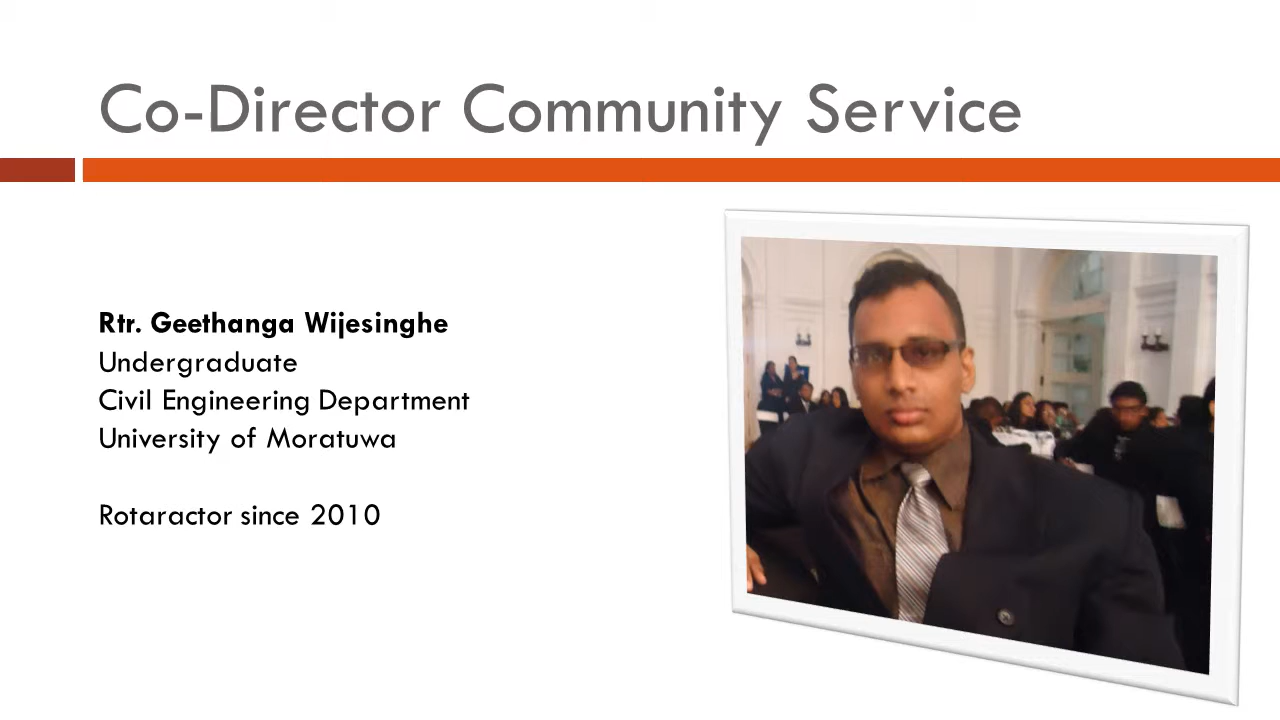 Co-Director Community Service
Rtr. Geethanga Wijesinghe
Undergraduate
Civil Engineering Department
University of Moratuwa
Rotaractor since 2010